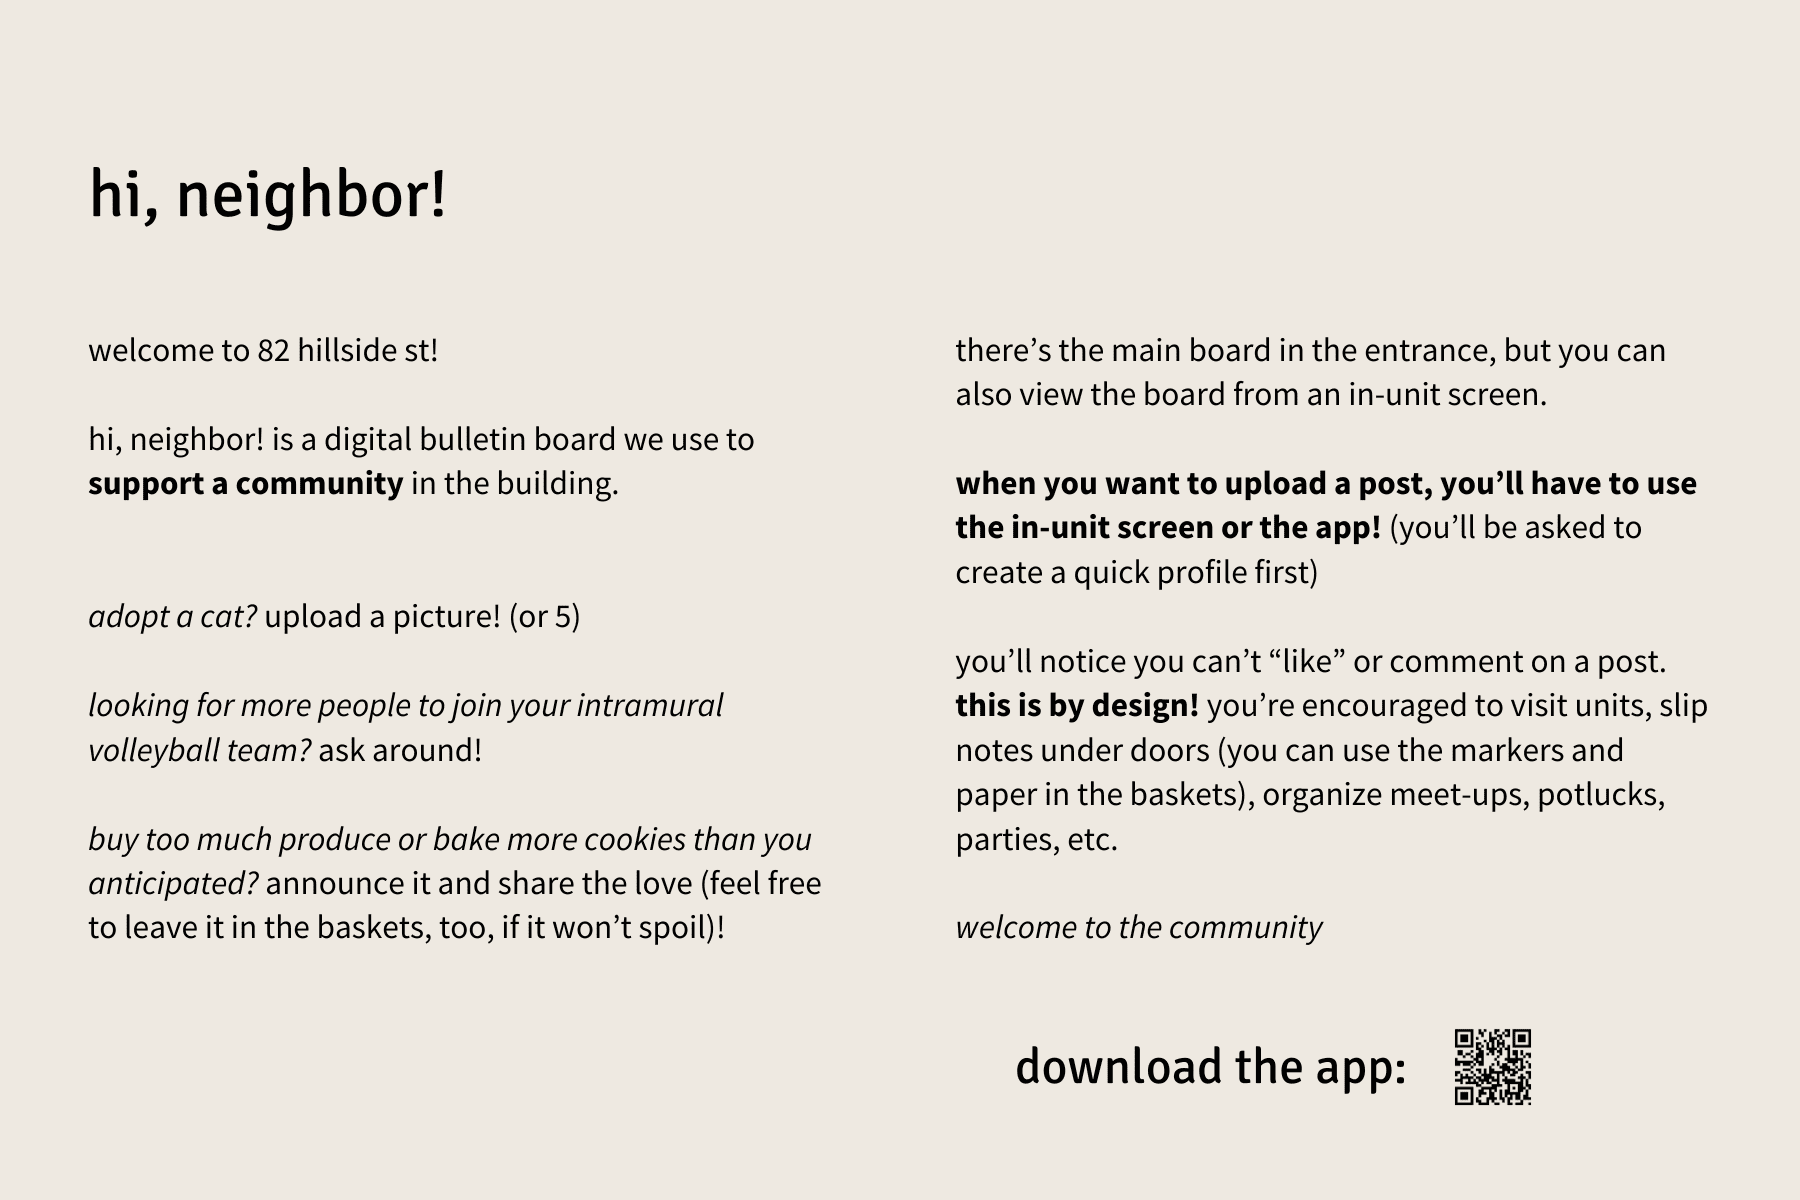 hi, neighbor!
welcome to 82 hillside st!
hi, neighbor! is a digital bulletin board we use to
support a community in the building.
adopt a cat? upload a picture! (or 5)
looking for more people to join your intramural
volleyball team? ask around!
buy too much produce or bake more cookies than you
anticipated? announce it and share the love (feel free
to leave it in the baskets, too, if it won’t spoil)!
there’s the main board in the entrance, but you can
also view the board from an in-unit screen.
when you want to upload a post, you’ll have to use
the in-unit screen or the app! (you’ll be asked to
create a quick profile first)
you’ll notice you can’t “like” or comment on a post.
this is by design! you’re encouraged to visit units, slip
notes under doors (you can use the markers and
paper in the baskets), organize meet-ups, potlucks,
parties, etc.
welcome to the community
download the app: